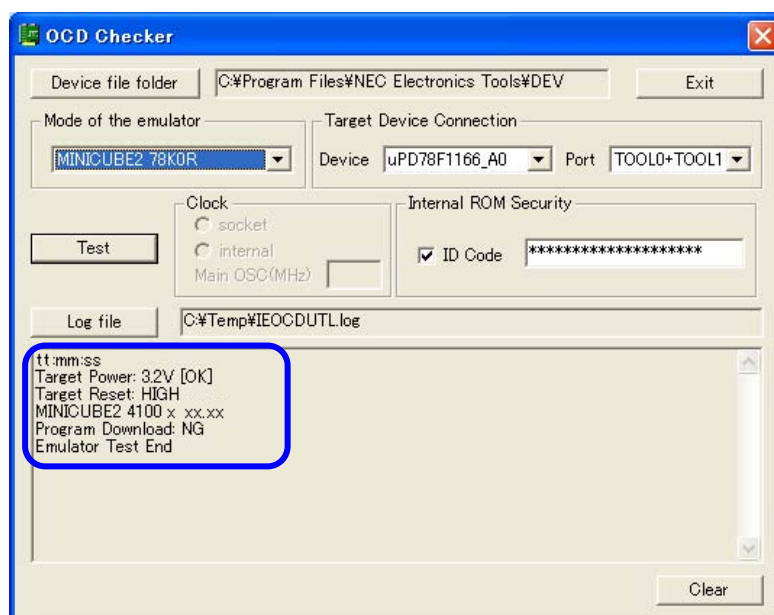 OCD Checker
Device file folder C:¥Program Files¥NEC Electronics Tools¥DEV Exit
Mode of the emulator
MINICUBE2 78K0R
Target Device Connection
Device uPD78F1166_A0 Port TOOL0+TOOL1
Test
Clock
socket
internal
Main OSC(MHz)
Internal ROM Security
ID Code ********************
Log file C:¥Temp¥IEOCDUTL.log
tt:mm:ss
Target Power: 3.2V [OK]
Target Reset: HIGH
MINICUBE2 4100 x xx.xx
Program Download: NG
Emulator Test End
Clear